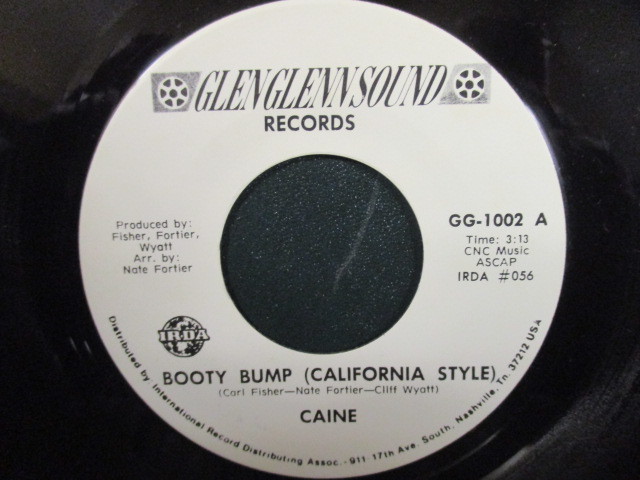 GLENGLENNSOUND
RECORDS
Produced by:
Fisher, Fortier,
Wyatt
Arr. by:
Nate Fortier
GG-1002 A
Time: 3:13
CNC Music
ASCAP
IRDA #056
IRDA
BOOTY BUMP (CALIFORNIA STYLE)
(Carl Fisher—Nate Fortier—Cliff Wyatt)
CAINE
Distributed by International Record Distributing Assoc.-911 17th Ave. South, Nashville, Tn. 37212 USA